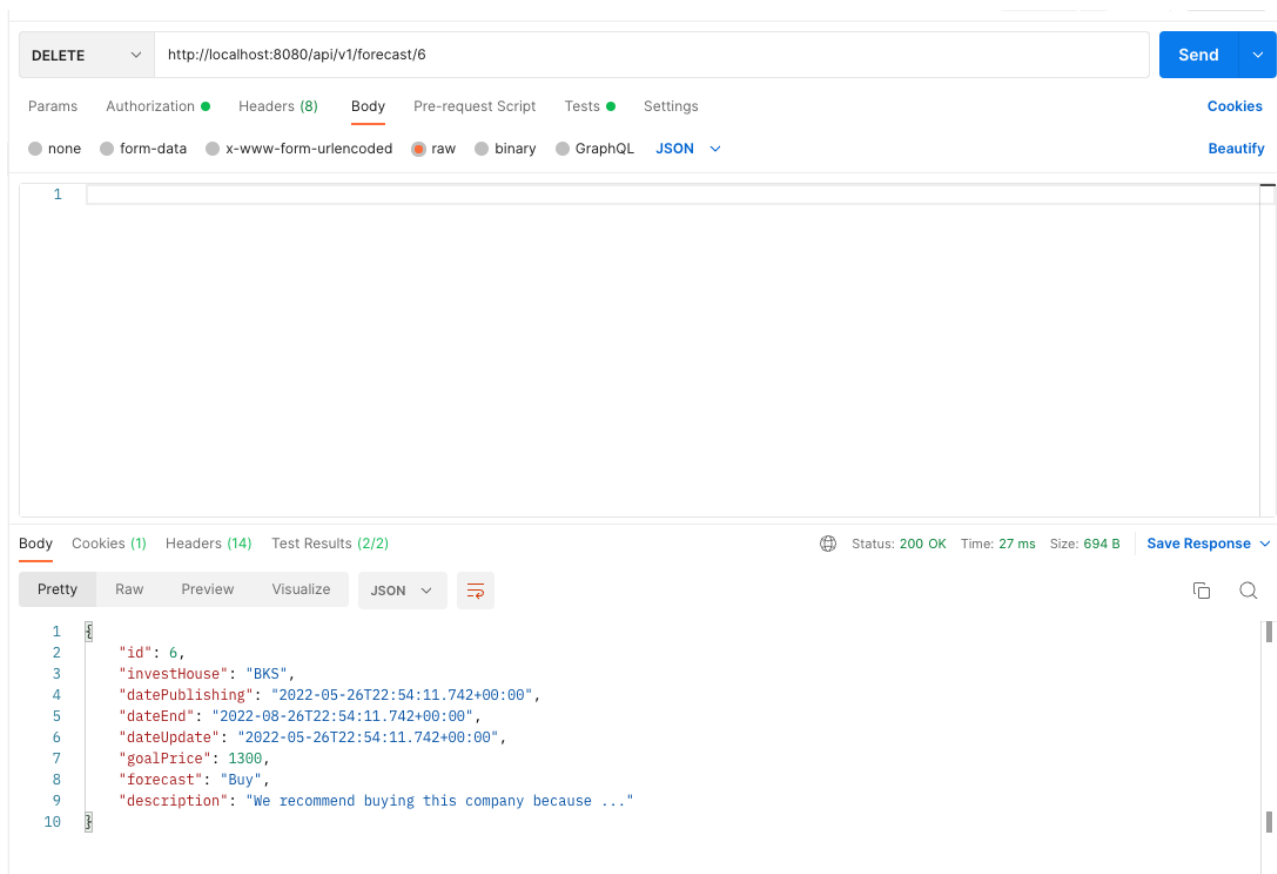 DELETE http://localhost:8080/api/v1/forecast/6 Send
Params Authorization Headers (8) Body Pre-request Script Tests Settings Cookies
none form-data x-www-form-urlencoded raw binary GraphQL JSON Beautify
1
Body Cookies (1) Headers (14) Test Results (2/2) Status: 200 OK Time: 27 ms Size: 694 B Save Response
Pretty Raw Preview Visualize JSON
1 {
2 "id": 6,
3 "investHouse": "BKS",
4 "datePublishing": "2022-05-26T22:54:11.742+00:00",
5 "dateEnd": "2022-08-26T22:54:11.742+00:00",
6 "dateUpdate": "2022-05-26T22:54:11.742+00:00",
7 "goalPrice": 1300,
8 "forecast": "Buy",
9 "description": "We recommend buying this company because ..."
10 }